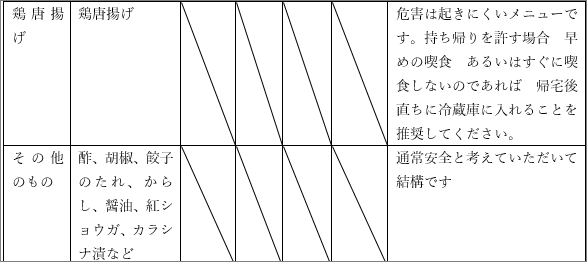 鶏唐揚
げ
鶏唐揚げ
危害は起きにくいメニューで
す。持ち帰りを許す場合　早
めの喫食　あるいはすぐに喫
食しないのであれば　帰宅後
直ちに冷蔵庫に入れることを
推奨してください。
その他
のもの
酢、胡椒、餃子
のたれ、から
し、醤油、紅シ
ョウガ、カラシ
ナ漬など
通常安全と考えていただいて
結構です